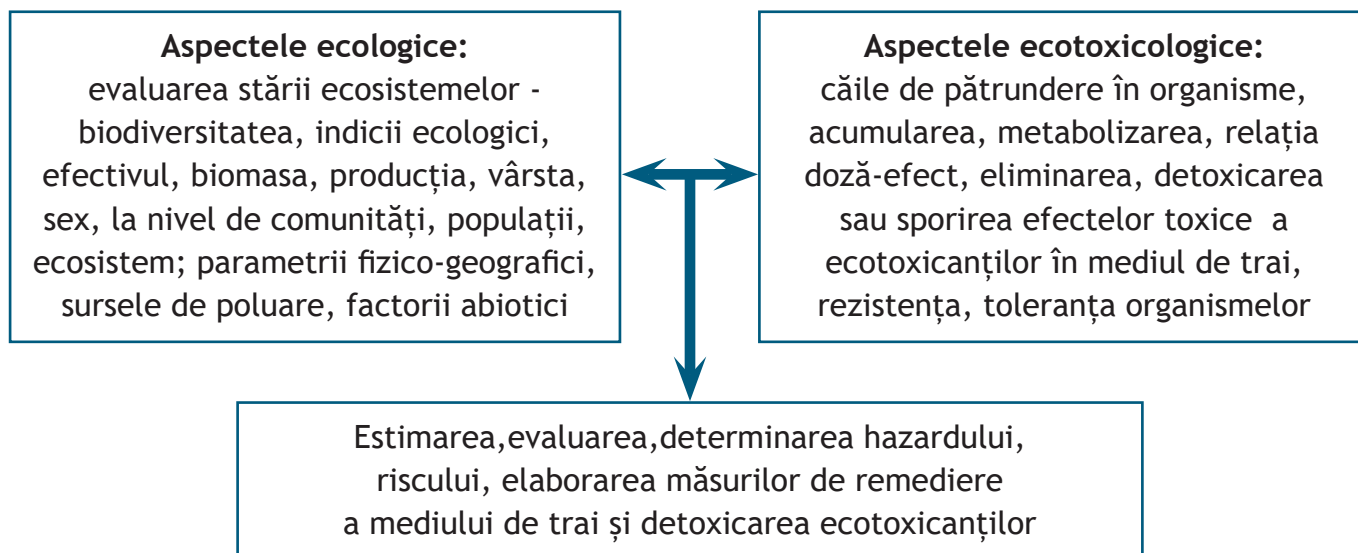 Aspectele ecologice:
evaluarea stării ecosistemelor -
biodiversitatea, indicii ecologici,
efectivul, biomasa, producția, vârsta,
sex, la nivel de comunități, populații,
ecosistem; parametrii fizico-geografici,
sursele de poluare, factorii abiotici
Aspectele ecotoxicologice:
căile de pătrundere în organisme,
acumularea, metabolizarea, relația
doză-efect, eliminarea, detoxicarea
sau sporirea efectelor toxice a
ecotoxicanților în mediul de trai,
rezistența, toleranța organismelor
Estimarea,evaluarea,determinarea hazardului,
riscului, elaborarea măsurilor de remediere
a mediului de trai și detoxicarea ecotoxicanților